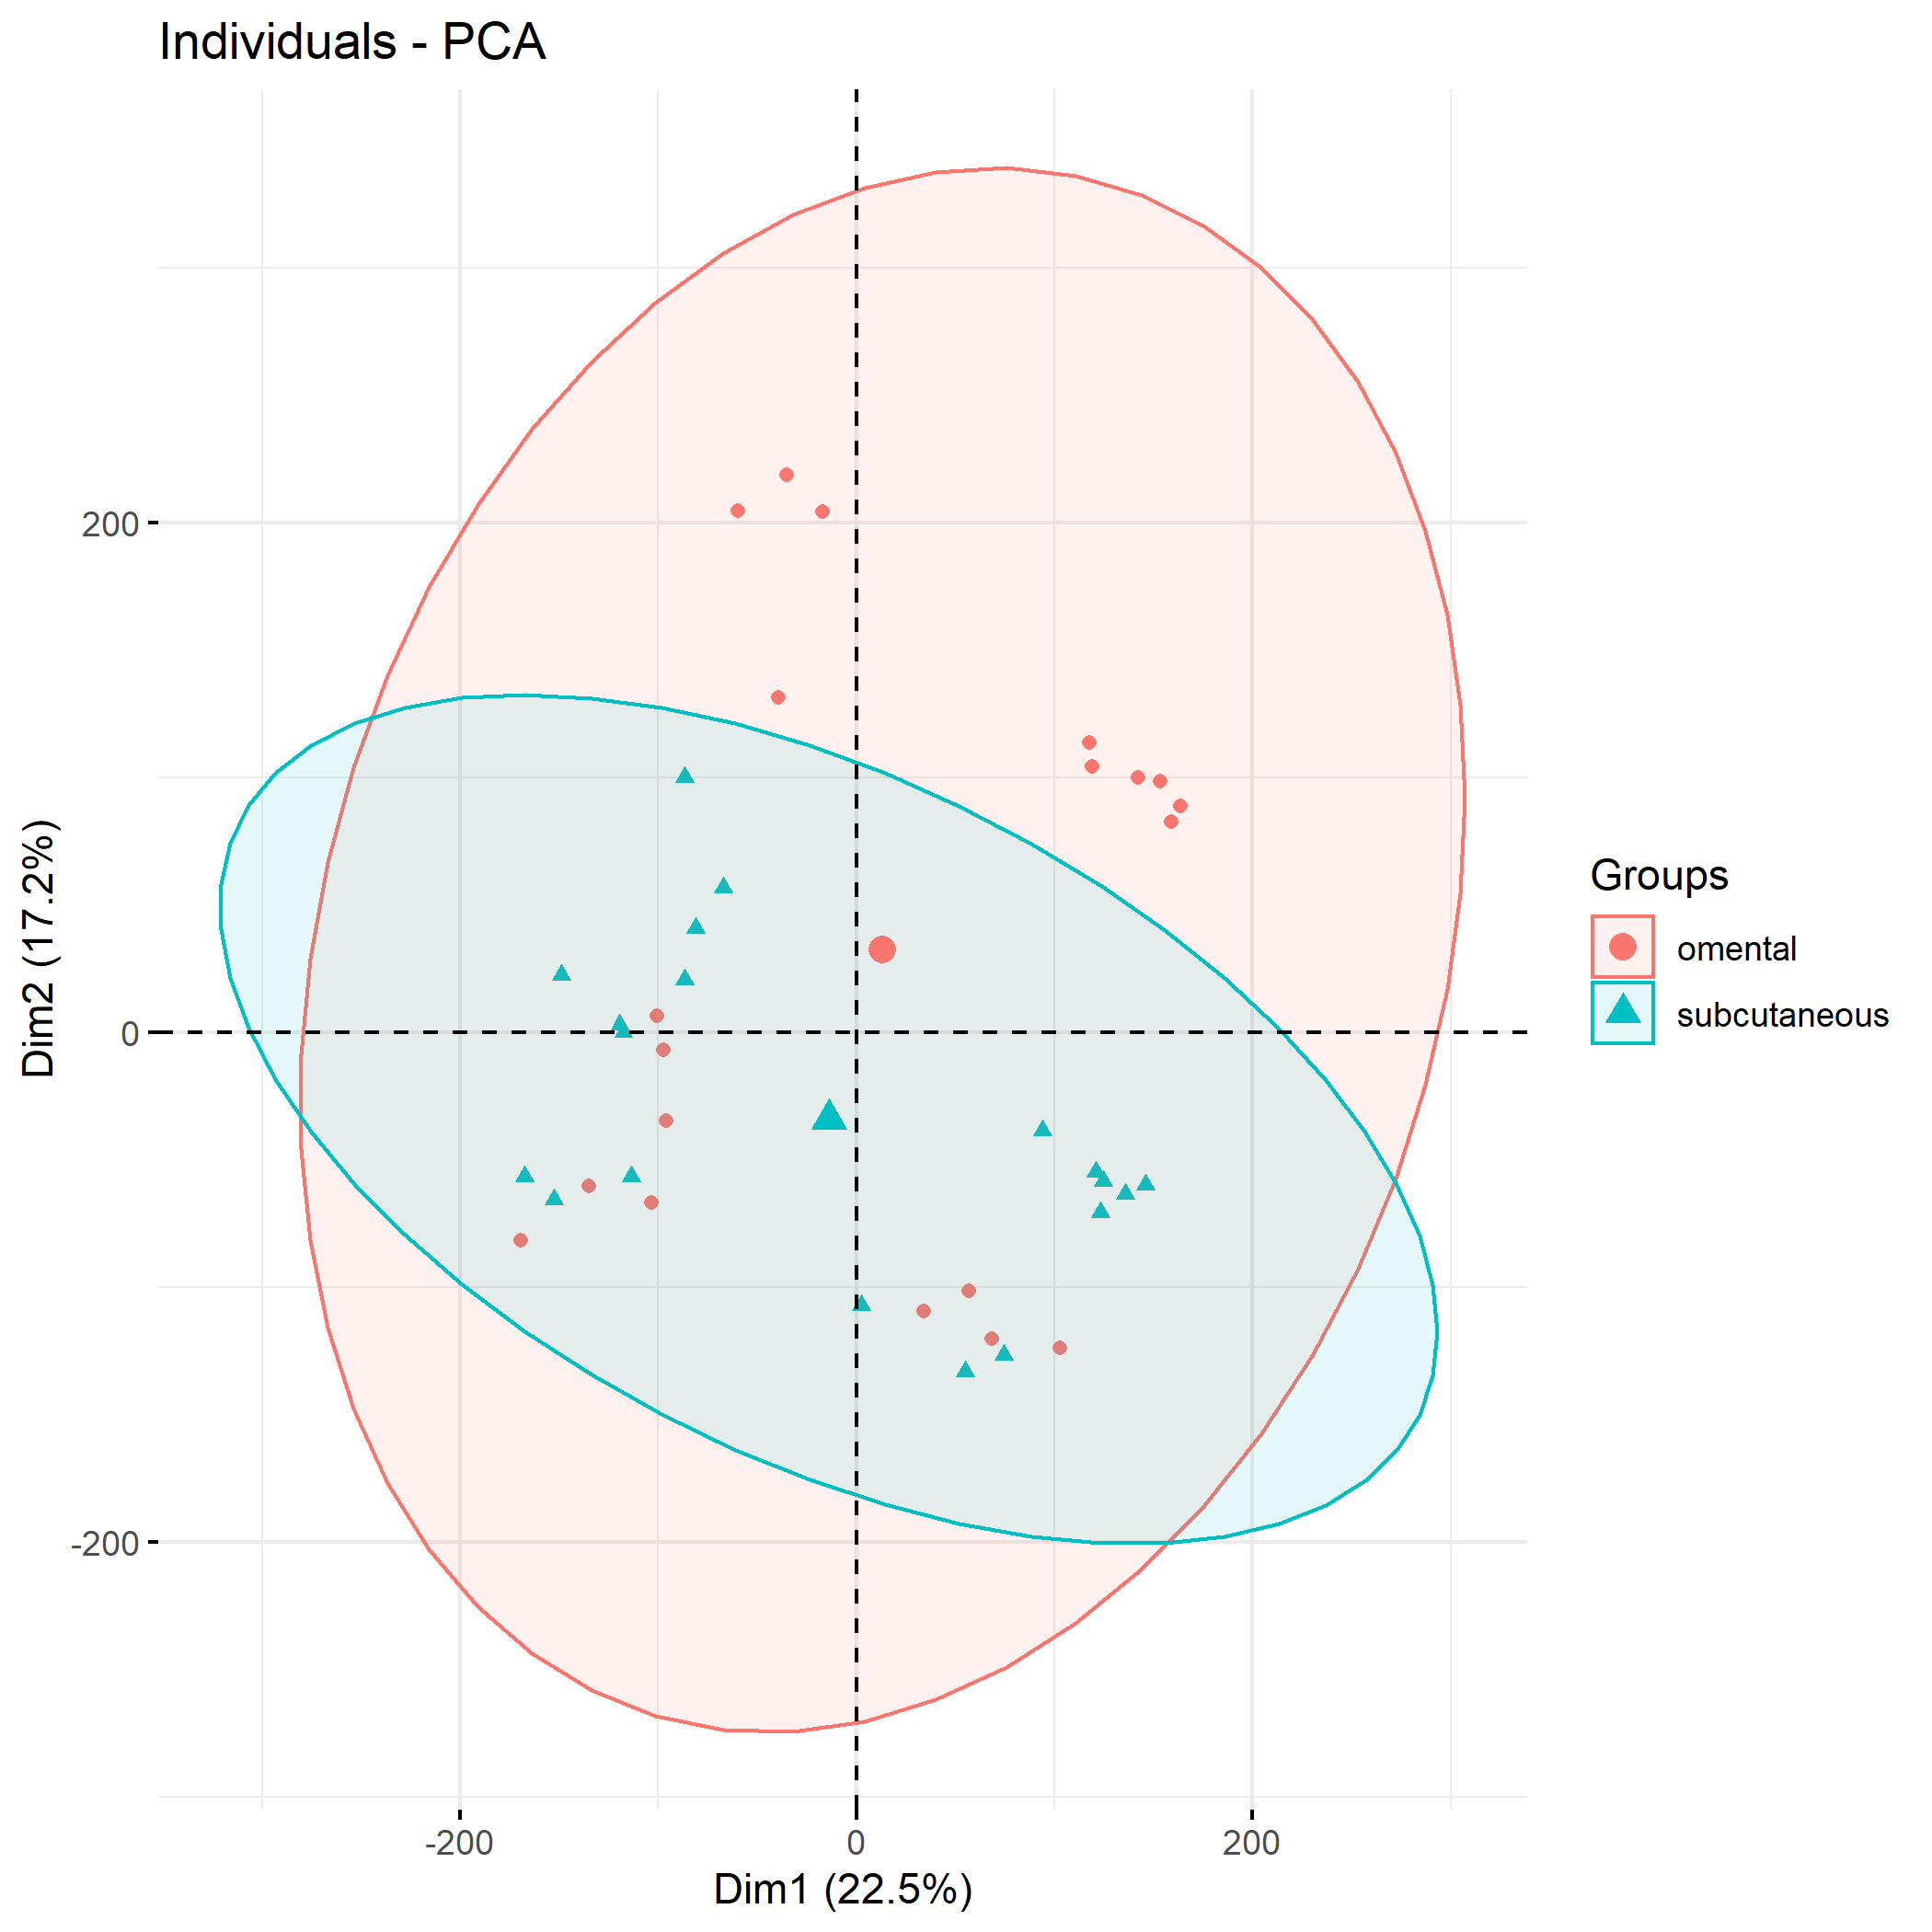 Individuals - PCA
200
0
-200
Dim2 (17.2%)
-200
0
200
Dim1 (22.5%)
Groups
omental
subcutaneous